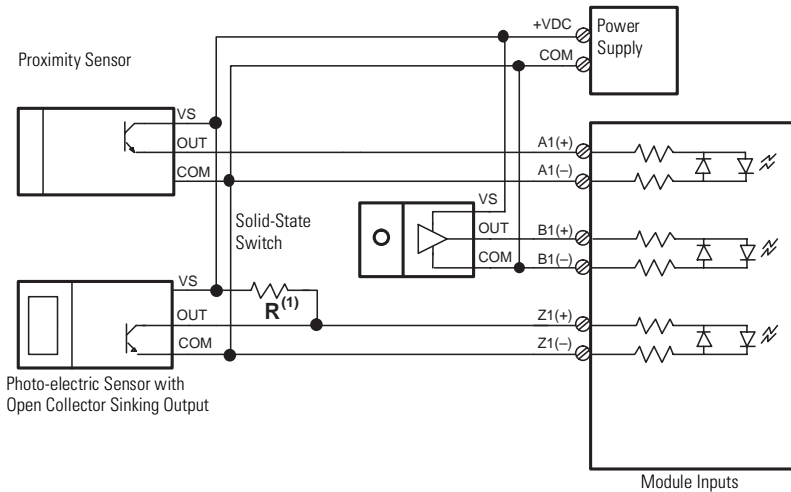 +VDC
Power
Supply
COM
Proximity Sensor
VS
OUT
COM
A1(+)
A1(–)
Solid-State
Switch
VS
OUT
COM
B1(+)
B1(–)
VS
R(1)
OUT
COM
Z1(+)
Z1(–)
Photo-electric Sensor with
Open Collector Sinking Output
Module Inputs